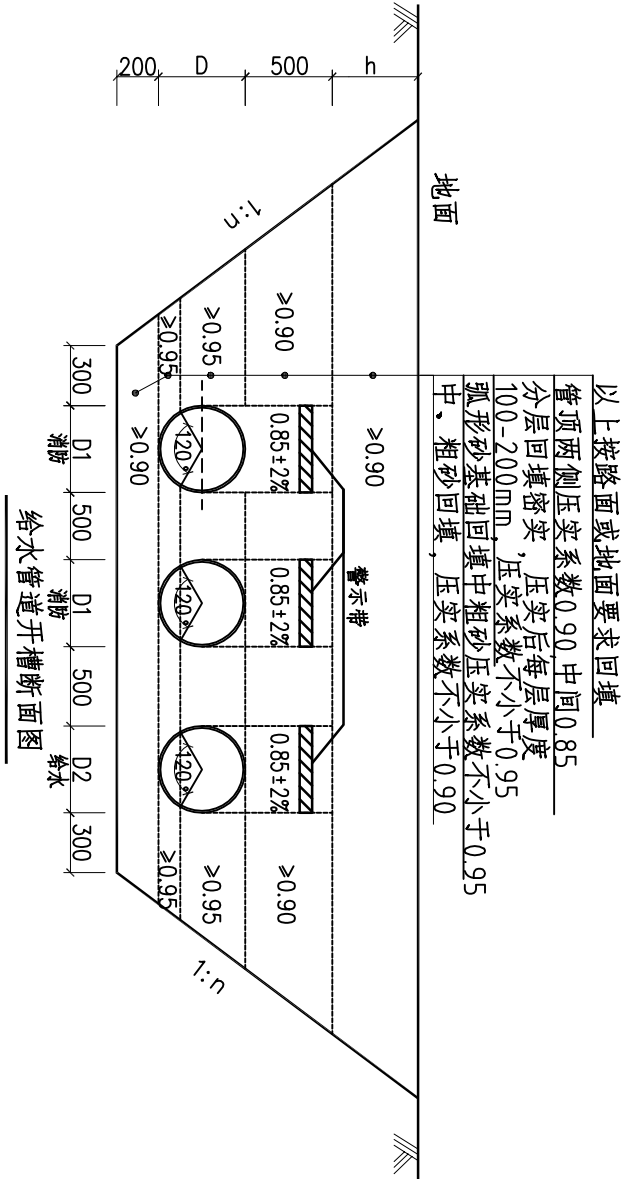 以上按路面或地面要求回填
管顶两侧压实系数0.90 中间0.85
分层回填密实，压实后每层厚度
100-200mm，压实系数不小于0.95
弧形砂基础回填中粗砂压实系数不小于0.95
中、粗砂回填，压实系数不小于0.90
地面
h
≥0.90
警示带
500
≥0.90
0.85±2%
0.85±2%
0.85±2%
≥0.90
1:n
1:n
D
≥0.95
≥0.95
120°
120°
120°
≥0.95
≥0.95
200
≥0.90
300 D1 500 D1 500 D2 300
消防 消防 给水
给水管道开槽断面图